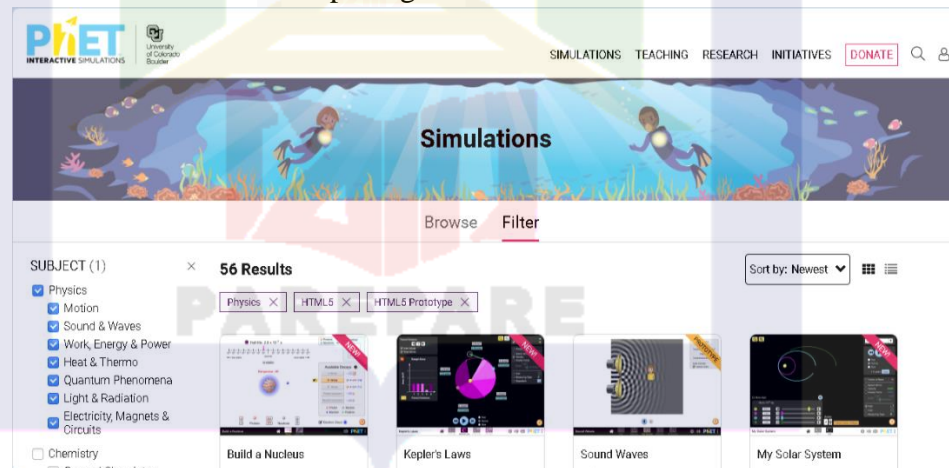 PhET
INTERACTIVE SIMULATIONS
University
of Colorado
Boulder
SIMULATIONS TEACHING RESEARCH INITIATIVES DONATE
Simulations
Browse Filter
SUBJECT (1) ×
56 Results
Sort by: Newest
Physics
Physics × HTML5 × HTML5 Prototype ×
Motion
Sound & Waves
Work, Energy & Power
Heat & Thermo
Quantum Phenomena
Light & Radiation
Electricity, Magnets &
Circuits
PAREPARE
NEW!
NEW!
PROTOTYPE
NEW!
Chemistry
Build a Nucleus
Kepler's Laws
Sound Waves
My Solar System